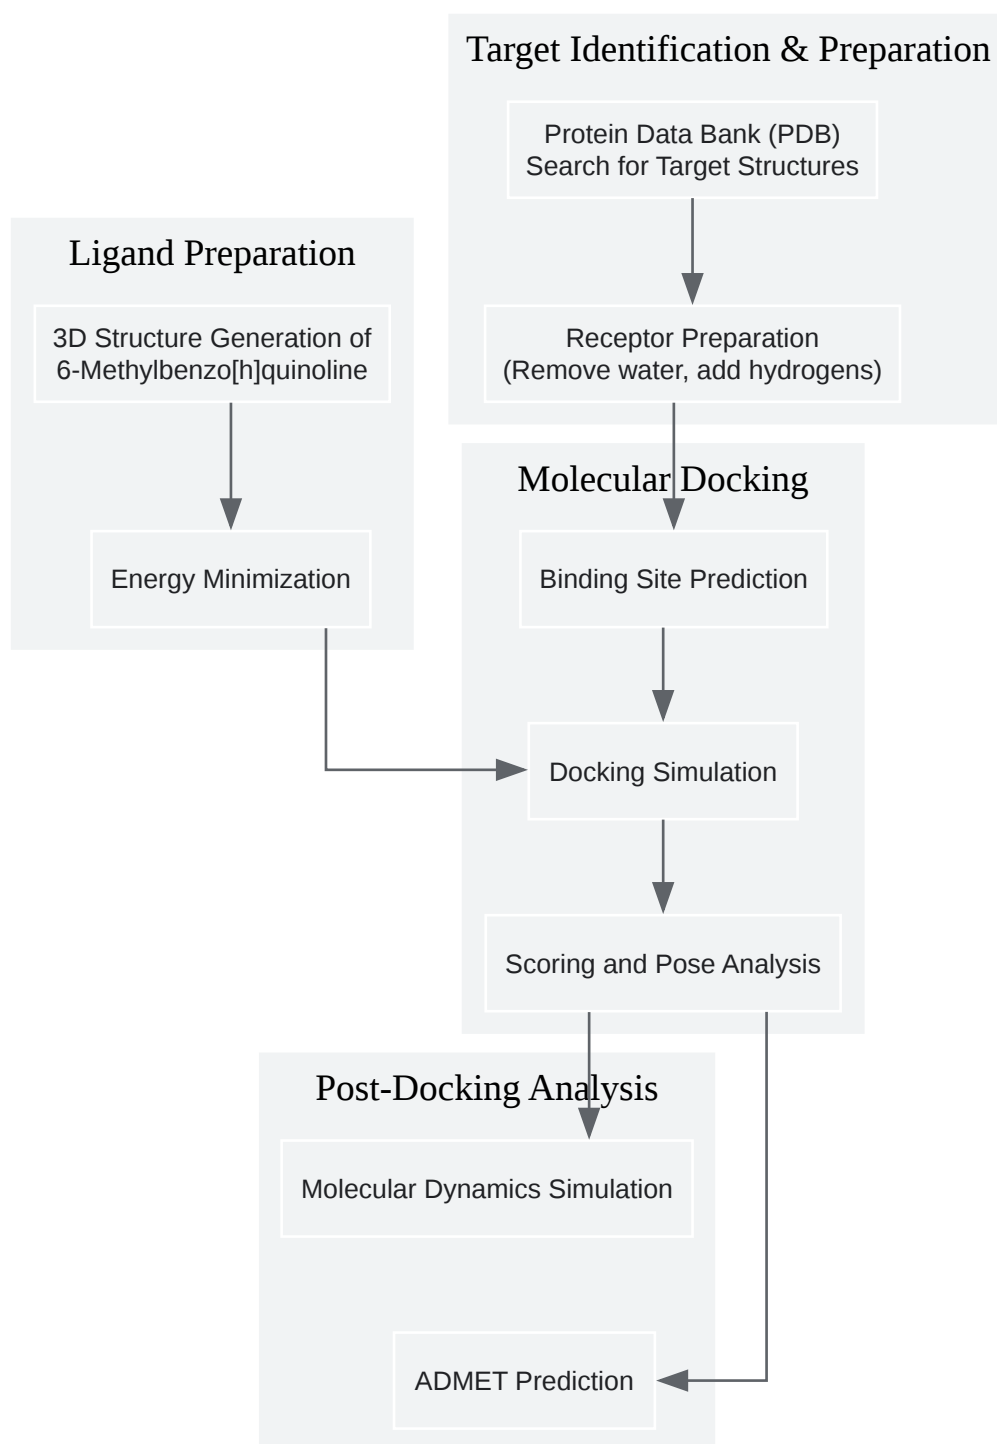 Target Identification & Preparation
Protein Data Bank (PDB)
Search for Target Structures
Receptor Preparation
(Remove water, add hydrogens)
Ligand Preparation
3D Structure Generation of
6-Methylbenzo[h]quinoline
Energy Minimization
Molecular Docking
Binding Site Prediction
Docking Simulation
Scoring and Pose Analysis
Post-Docking Analysis
Molecular Dynamics Simulation
ADMET Prediction